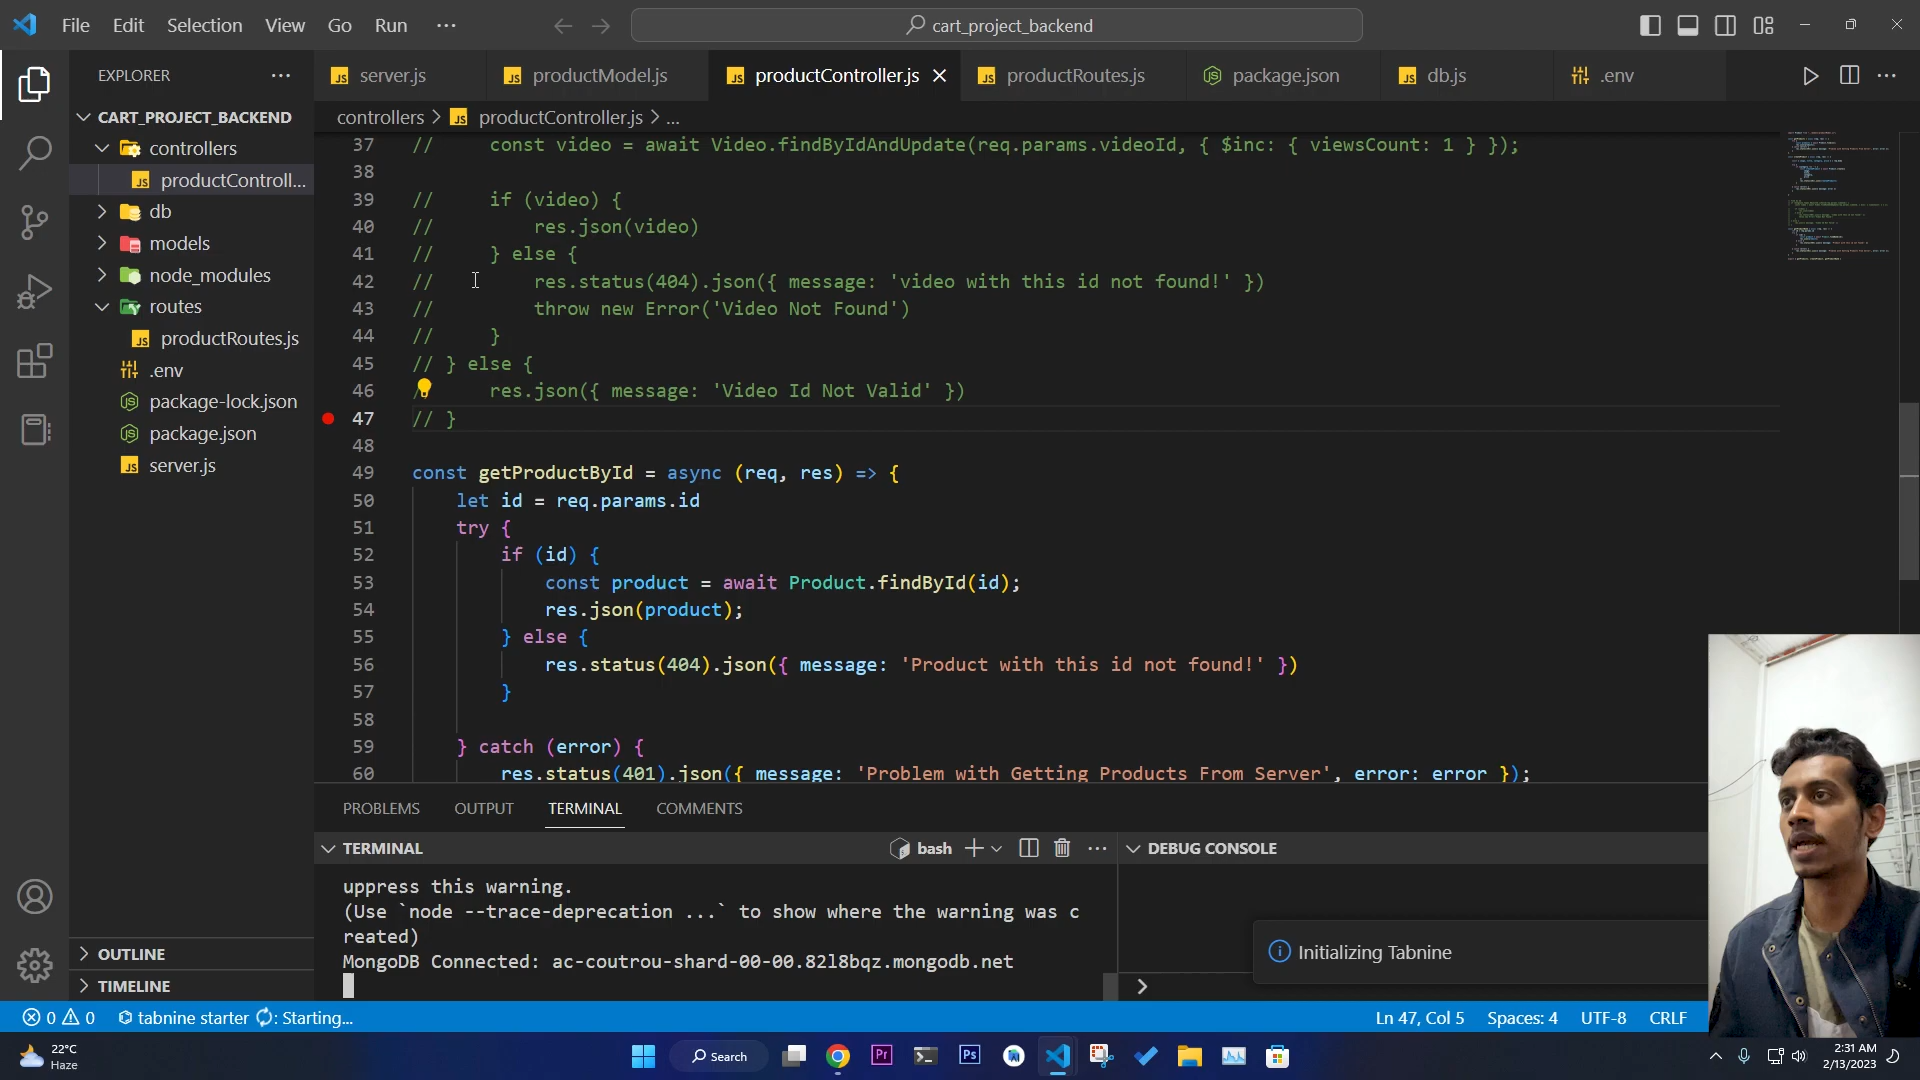 File Edit Selection View Go Run ···
cart_project_backend
EXPLORER ···
server.js productModel.js productController.js productRoutes.js package.json db.js .env
controllers > productController.js > ...
CART_PROJECT_BACKEND
controllers
productControll...
db
models
node_modules
routes
productRoutes.js
.env
package-lock.json
package.json
server.js
OUTLINE
TIMELINE
37 // const video = await Video.findByIdAndUpdate(req.params.videoId, { $inc: { viewsCount: 1 } });
38
39 // if (video) {
40 // res.json(video)
41 // } else {
42 // res.status(404).json({ message: 'video with this id not found!' })
43 // throw new Error('Video Not Found')
44 // }
45 // } else {
46 res.json({ message: 'Video Id Not Valid' })
47 // }
48
49 const getProductById = async (req, res) => {
50 let id = req.params.id
51 try {
52 if (id) {
53 const product = await Product.findById(id);
54 res.json(product);
55 } else {
56 res.status(404).json({ message: 'Product with this id not found!' })
57 }
58
59 } catch (error) {
60 res.status(401).json({ message: 'Problem with Getting Products From Server', error: error });
PROBLEMS OUTPUT TERMINAL COMMENTS
TERMINAL bash
DEBUG CONSOLE
uppress this warning.
(Use `node --trace-deprecation ...` to show where the warning was c
reated)
MongoDB Connected: ac-coutrou-shard-00-00.82l8bqz.mongodb.net
Initializing Tabnine
0 0 tabnine starter : Starting...
Ln 47, Col 5 Spaces: 4 UTF-8 CRLF
22°C
Haze
Search
2:31 AM
2/13/2023